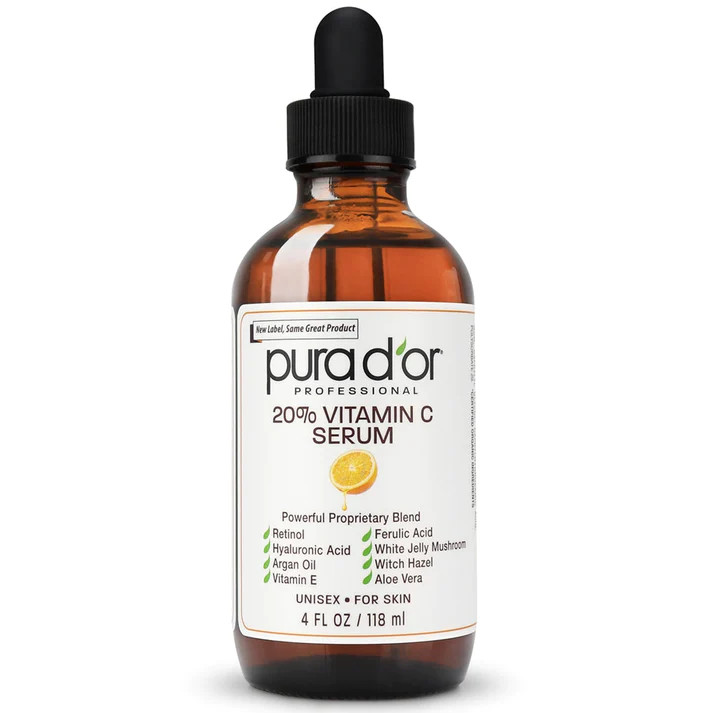 New Label, Same Great Product
pura d'or®
PROFESSIONAL
20% VITAMIN C
SERUM
Powerful Proprietary Blend
Retinol
Hyaluronic Acid
Argan Oil
Vitamin E
Ferulic Acid
White Jelly Mushroom
Witch Hazel
Aloe Vera
UNISEX • FOR SKIN
4 FL OZ / 118 ml